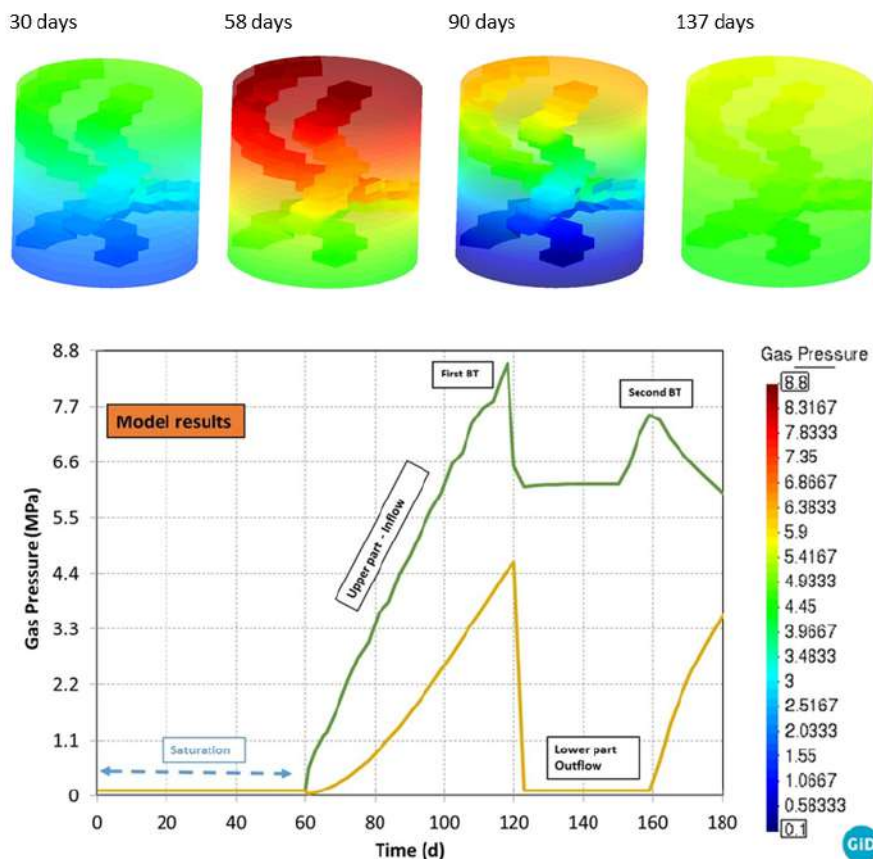 30 days
58 days
90 days
137 days
8.8
7.7
6.6
5.5
4.4
3.3
2.2
1.1
0
Gas Pressure (MPa)
Model results
Upper part - Inflow
First BT
Second BT
Saturation
Lower part
Outflow
0
20
40
60
80
100
120
140
160
180
Time (d)
Gas Pressure
8.8
8.3167
7.8333
7.35
6.8667
6.3833
5.9
5.4167
4.9333
4.45
3.9667
3.4833
3
2.5167
2.0333
1.55
1.0667
0.58333
0.1
GiD